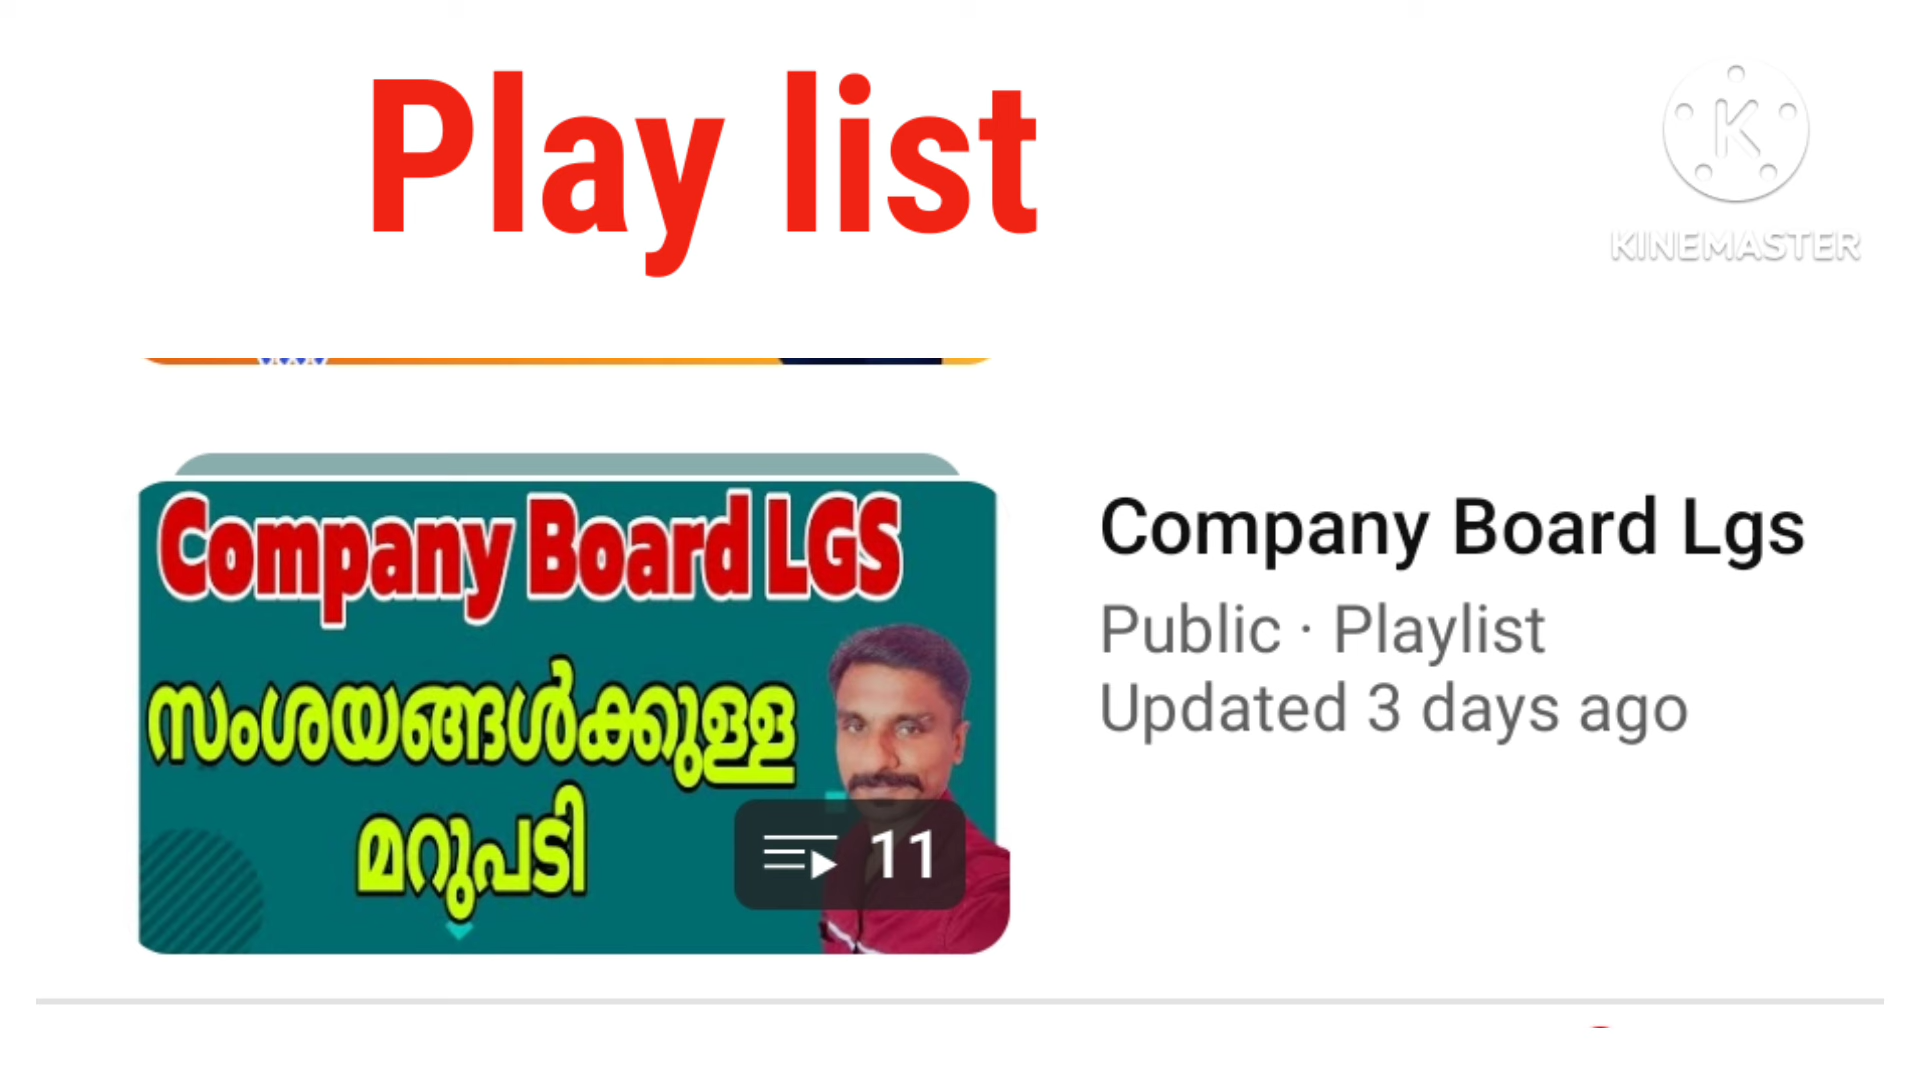 Play list
K
KINEMASTER
Company Board LGS
സംശയങ്ങൾക്കുള്ള
മറുപടി
11
Company Board Lgs
Public · Playlist
Updated 3 days ago